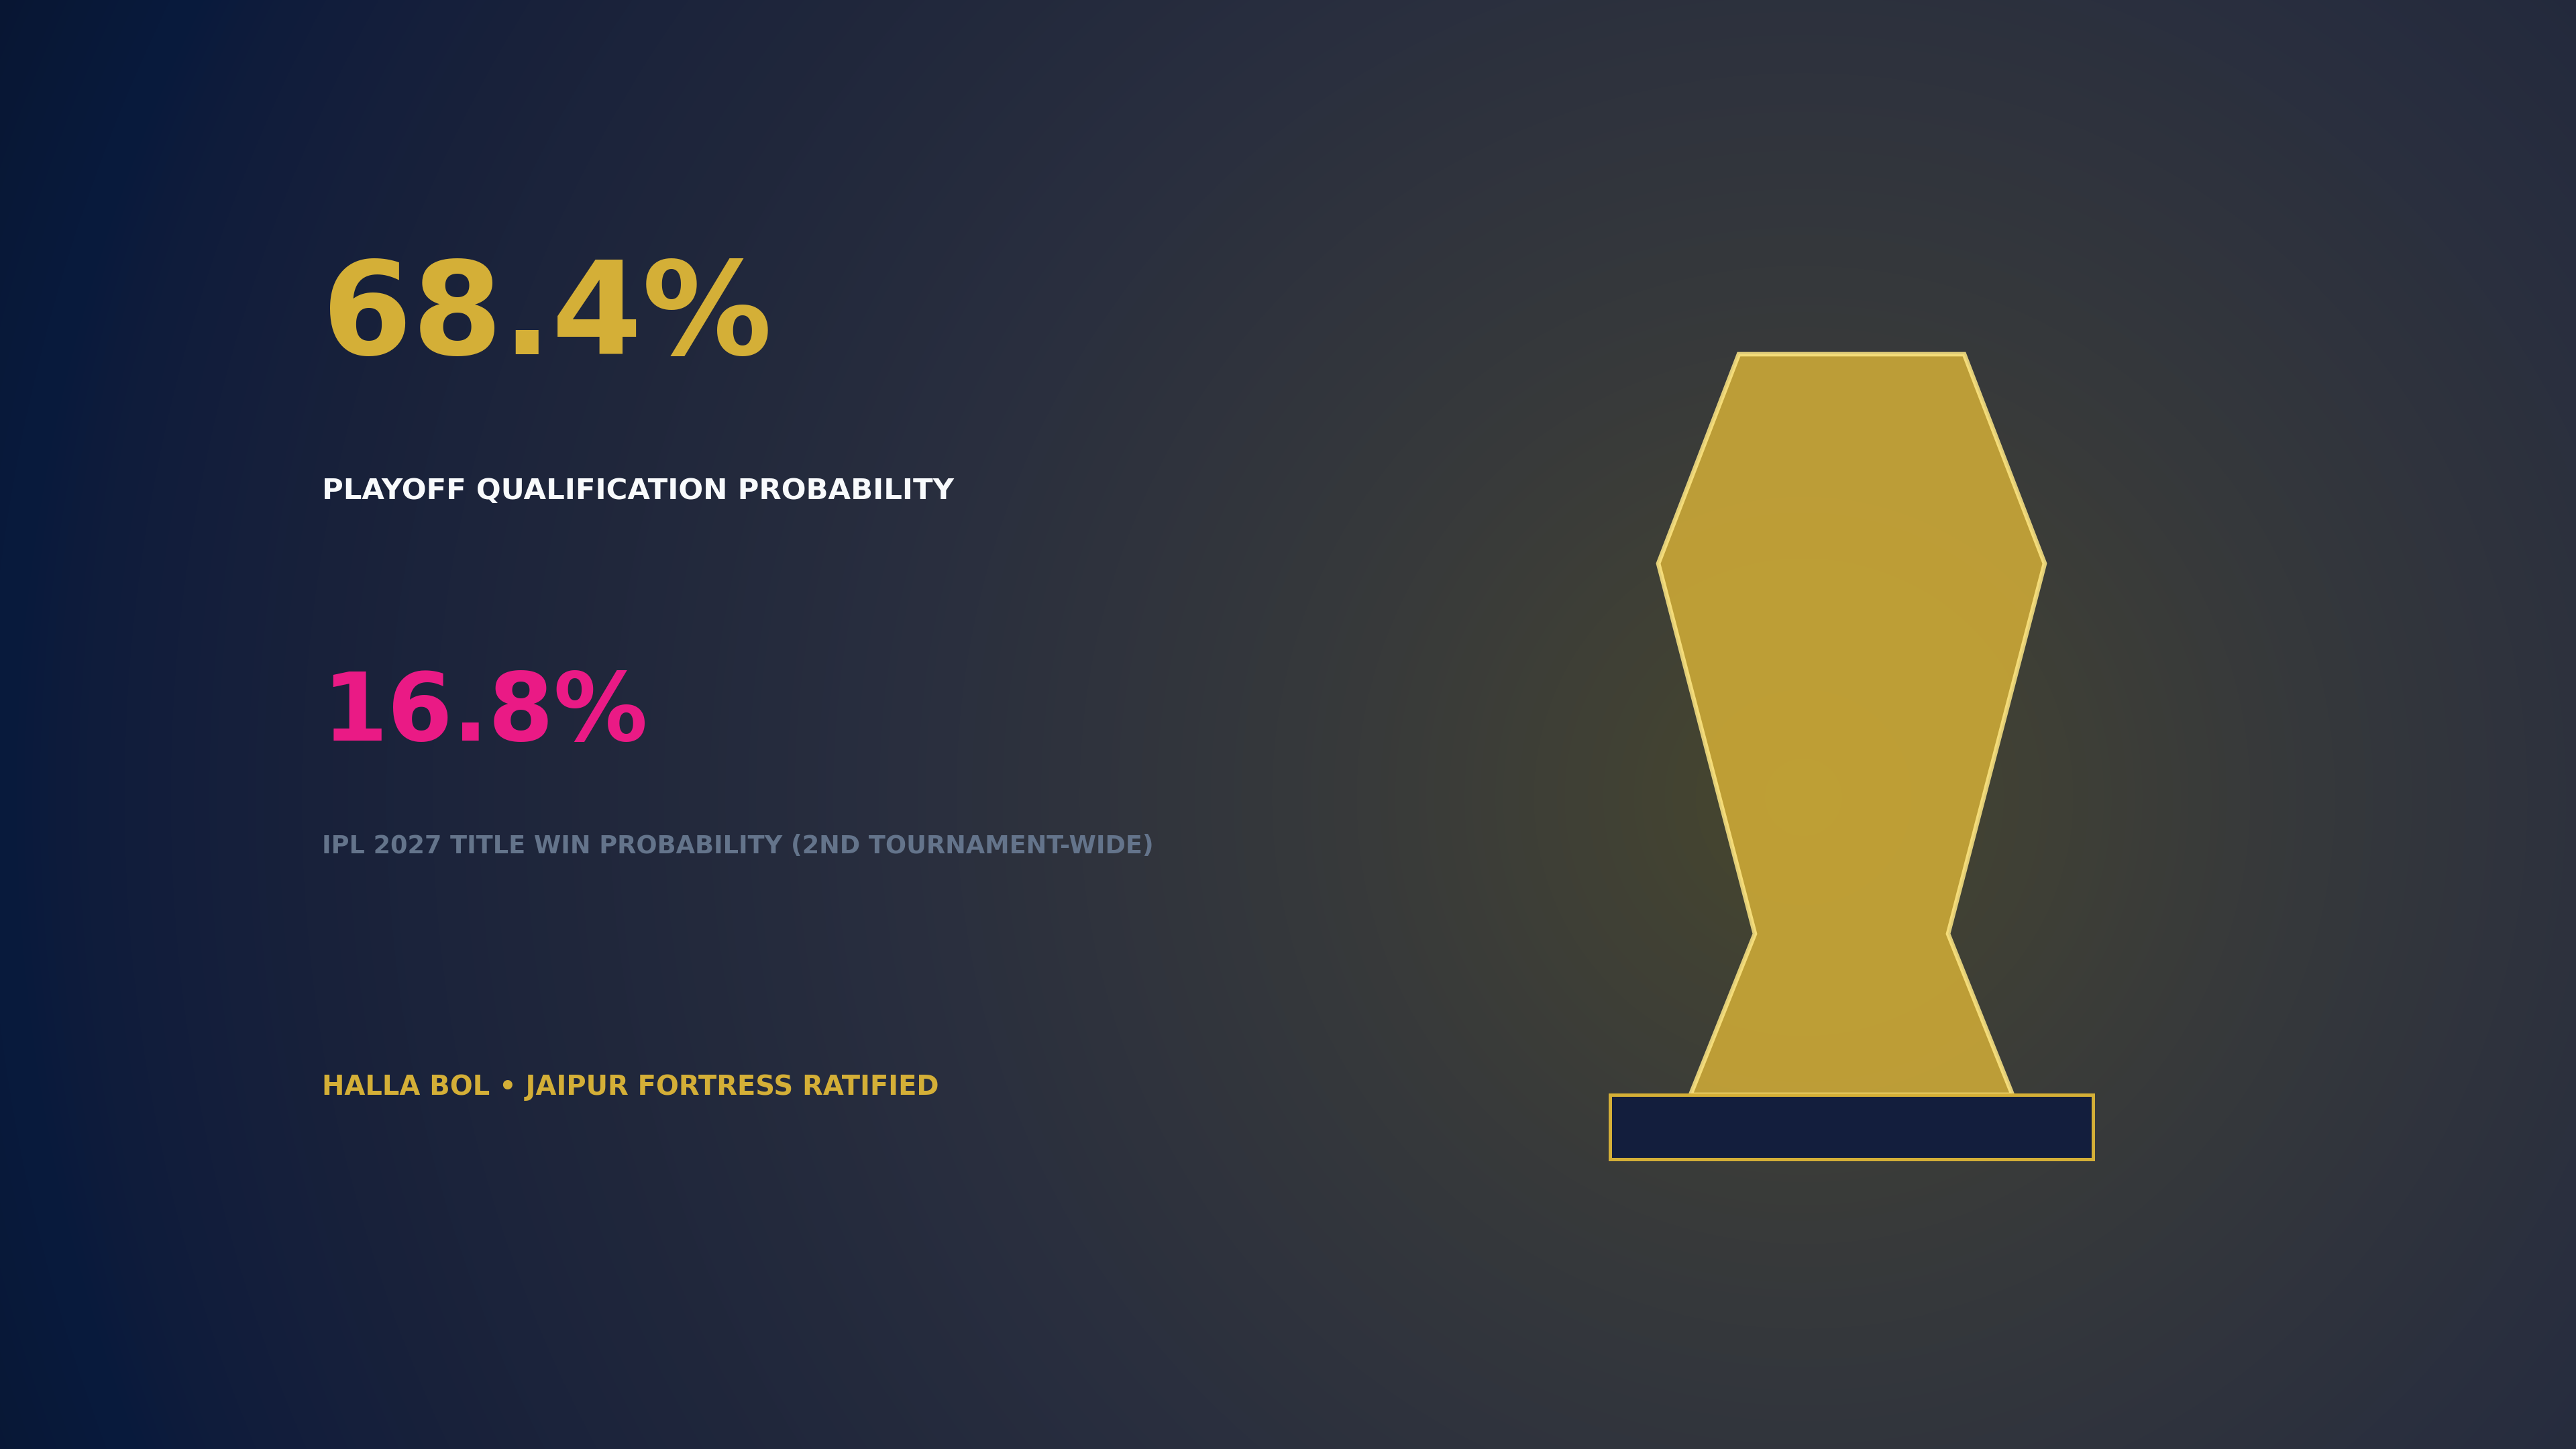 68.4%
PLAYOFF QUALIFICATION PROBABILITY
16.8%
IPL 2027 TITLE WIN PROBABILITY (2ND TOURNAMENT-WIDE)
HALLA BOL • JAIPUR FORTRESS RATIFIED